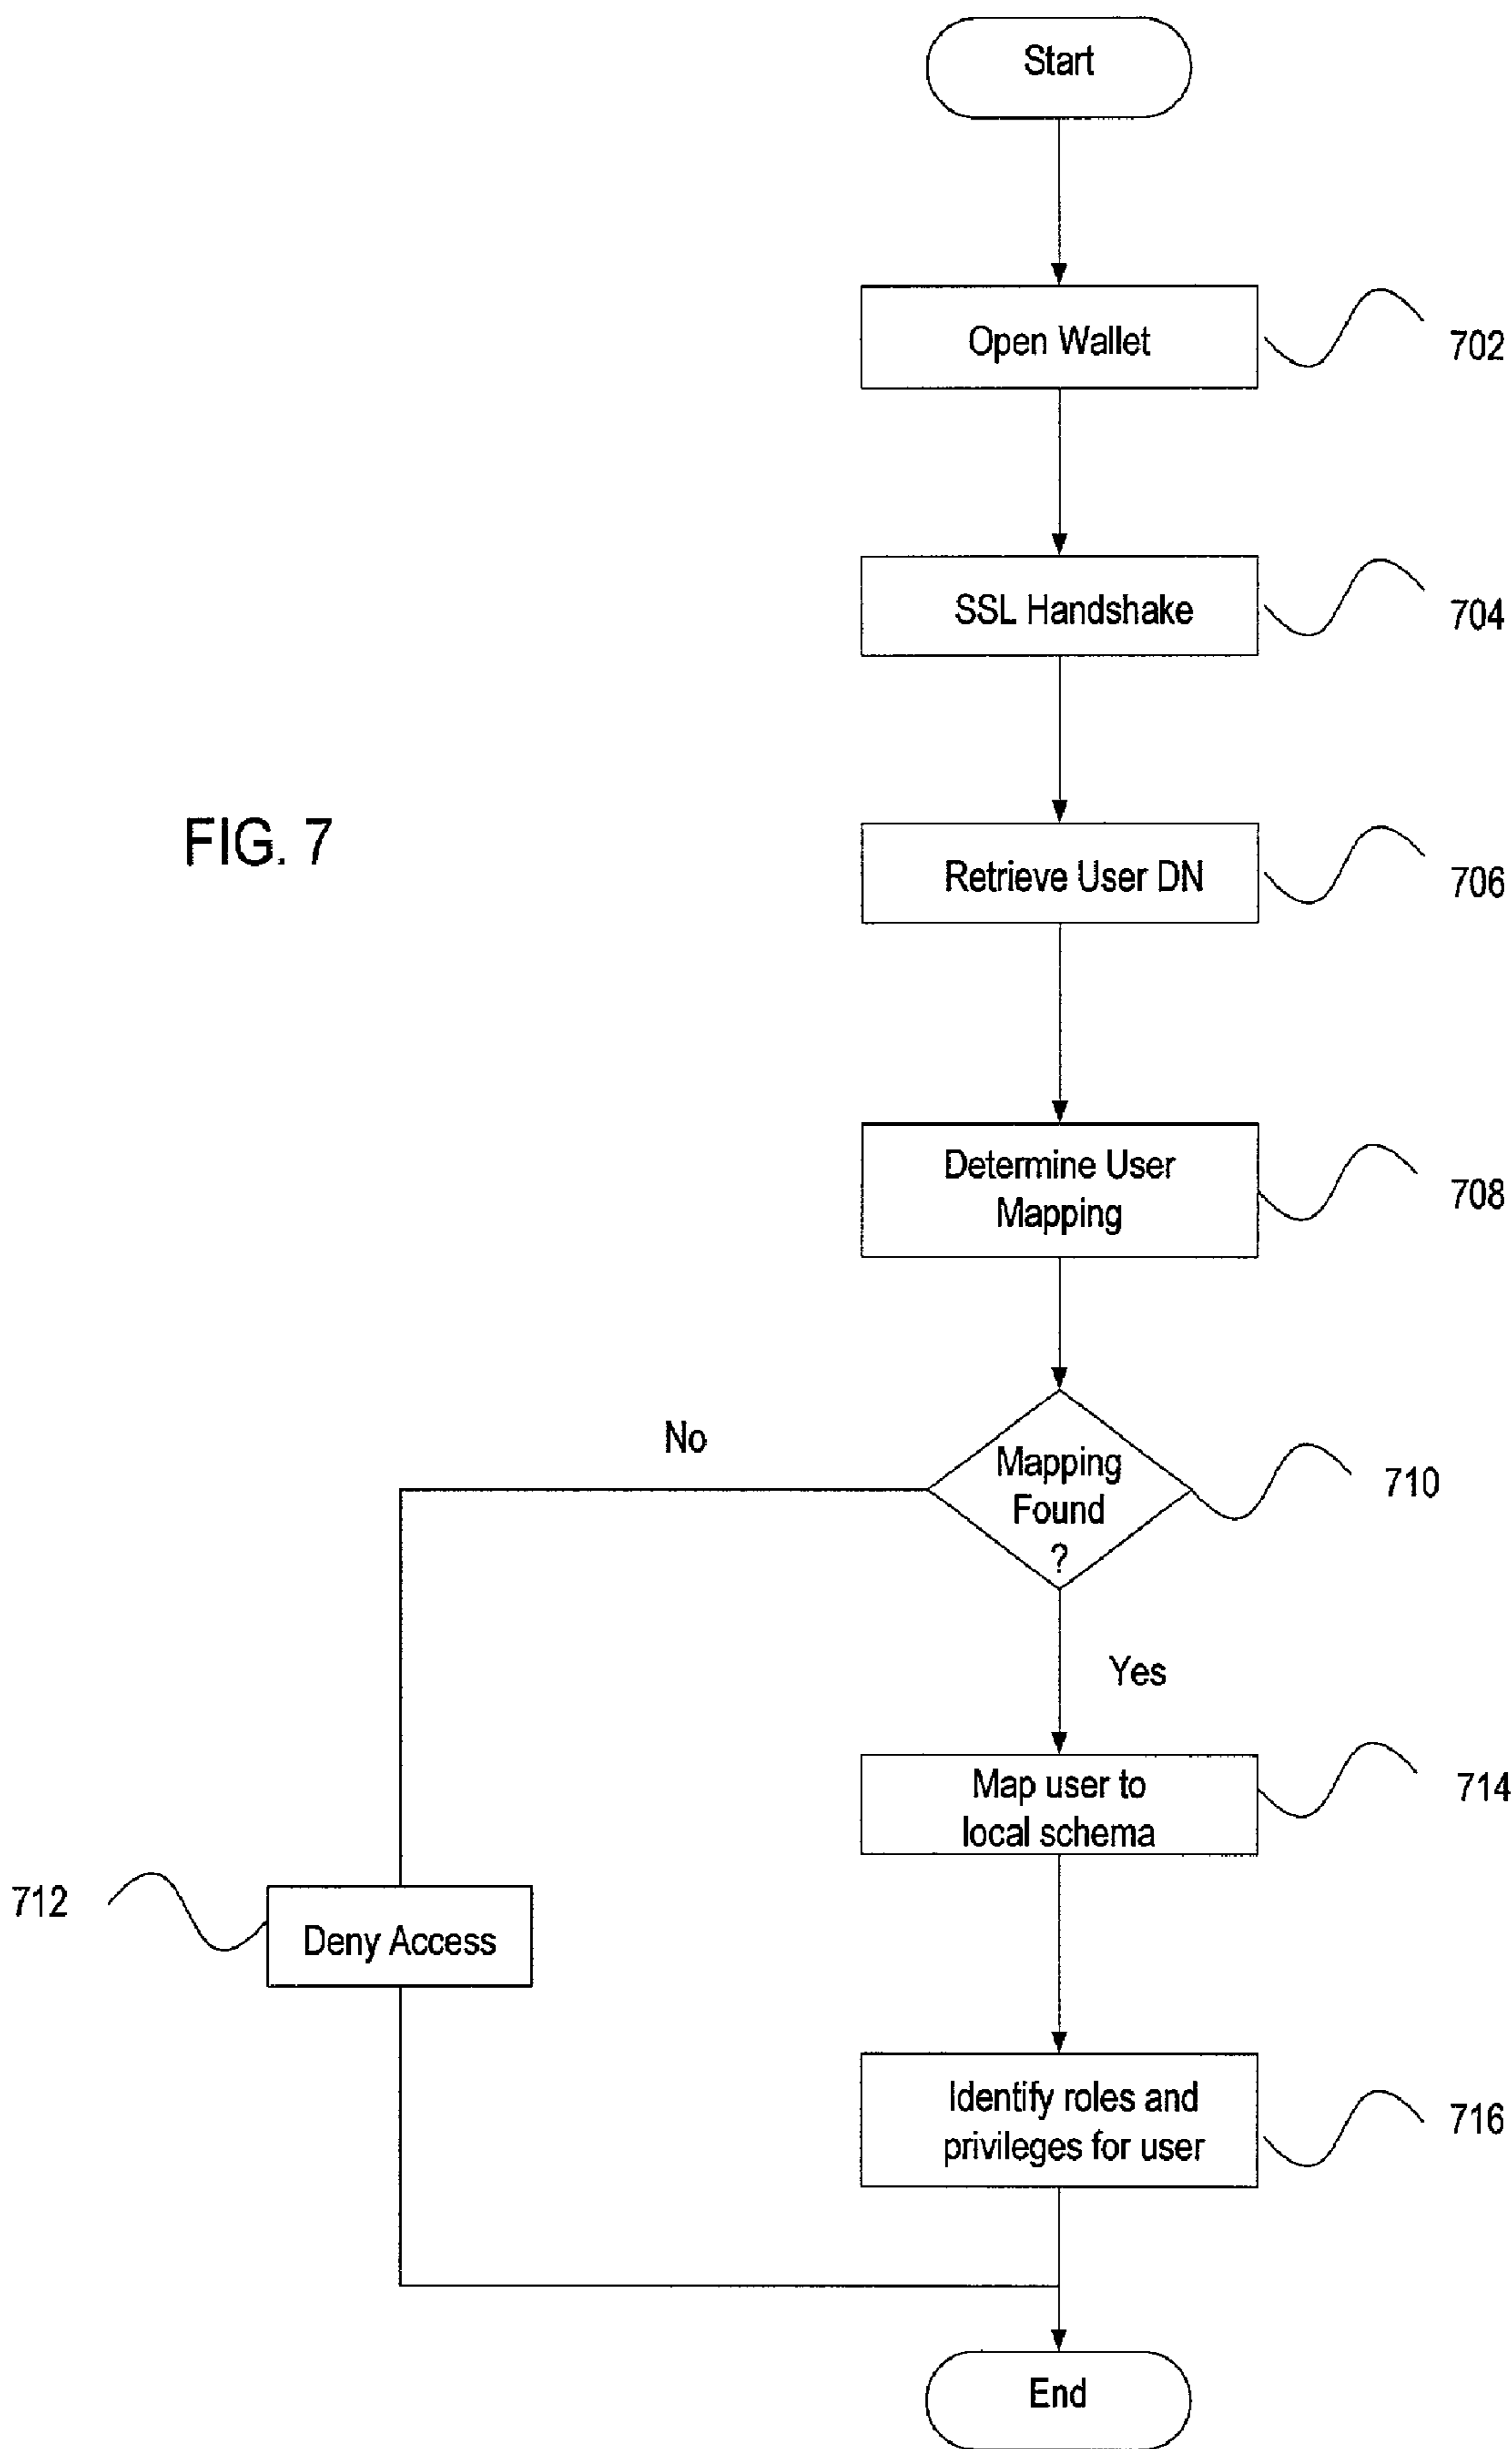 Start
Open Wallet
702
SSL Handshake
704
FIG. 7
Retrieve User DN
706
Determine User
Mapping
708
No
Mapping
Found
?
710
Yes
Map user to
local schema
714
712
Deny Access
Identify roles and
privileges for user
716
End